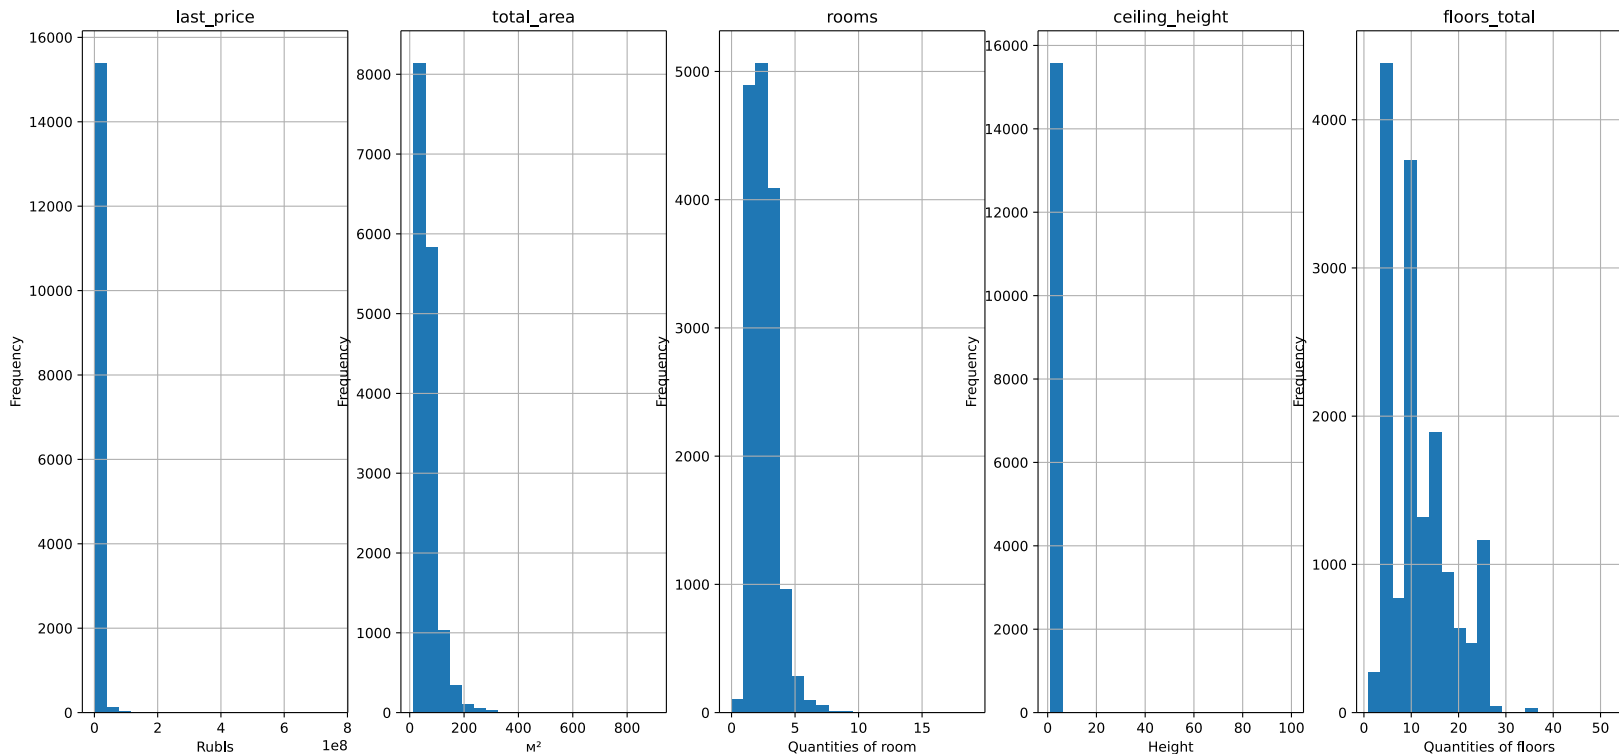 last_price
16000
14000
12000
10000
8000
6000
4000
2000
0
Frequency
0 2 4 6 8
1e8
Rubls
total_area
8000
7000
6000
5000
4000
3000
2000
1000
0
Frequency
0 200 400 600 800
м²
rooms
5000
4000
3000
2000
1000
0
Frequency
0 5 10 15
Quantities of room
ceiling_height
16000
14000
12000
10000
8000
6000
4000
2000
0
Frequency
0 20 40 60 80 100
Height
floors_total
4000
3000
2000
1000
0
Frequency
0 10 20 30 40 50
Quantities of floors